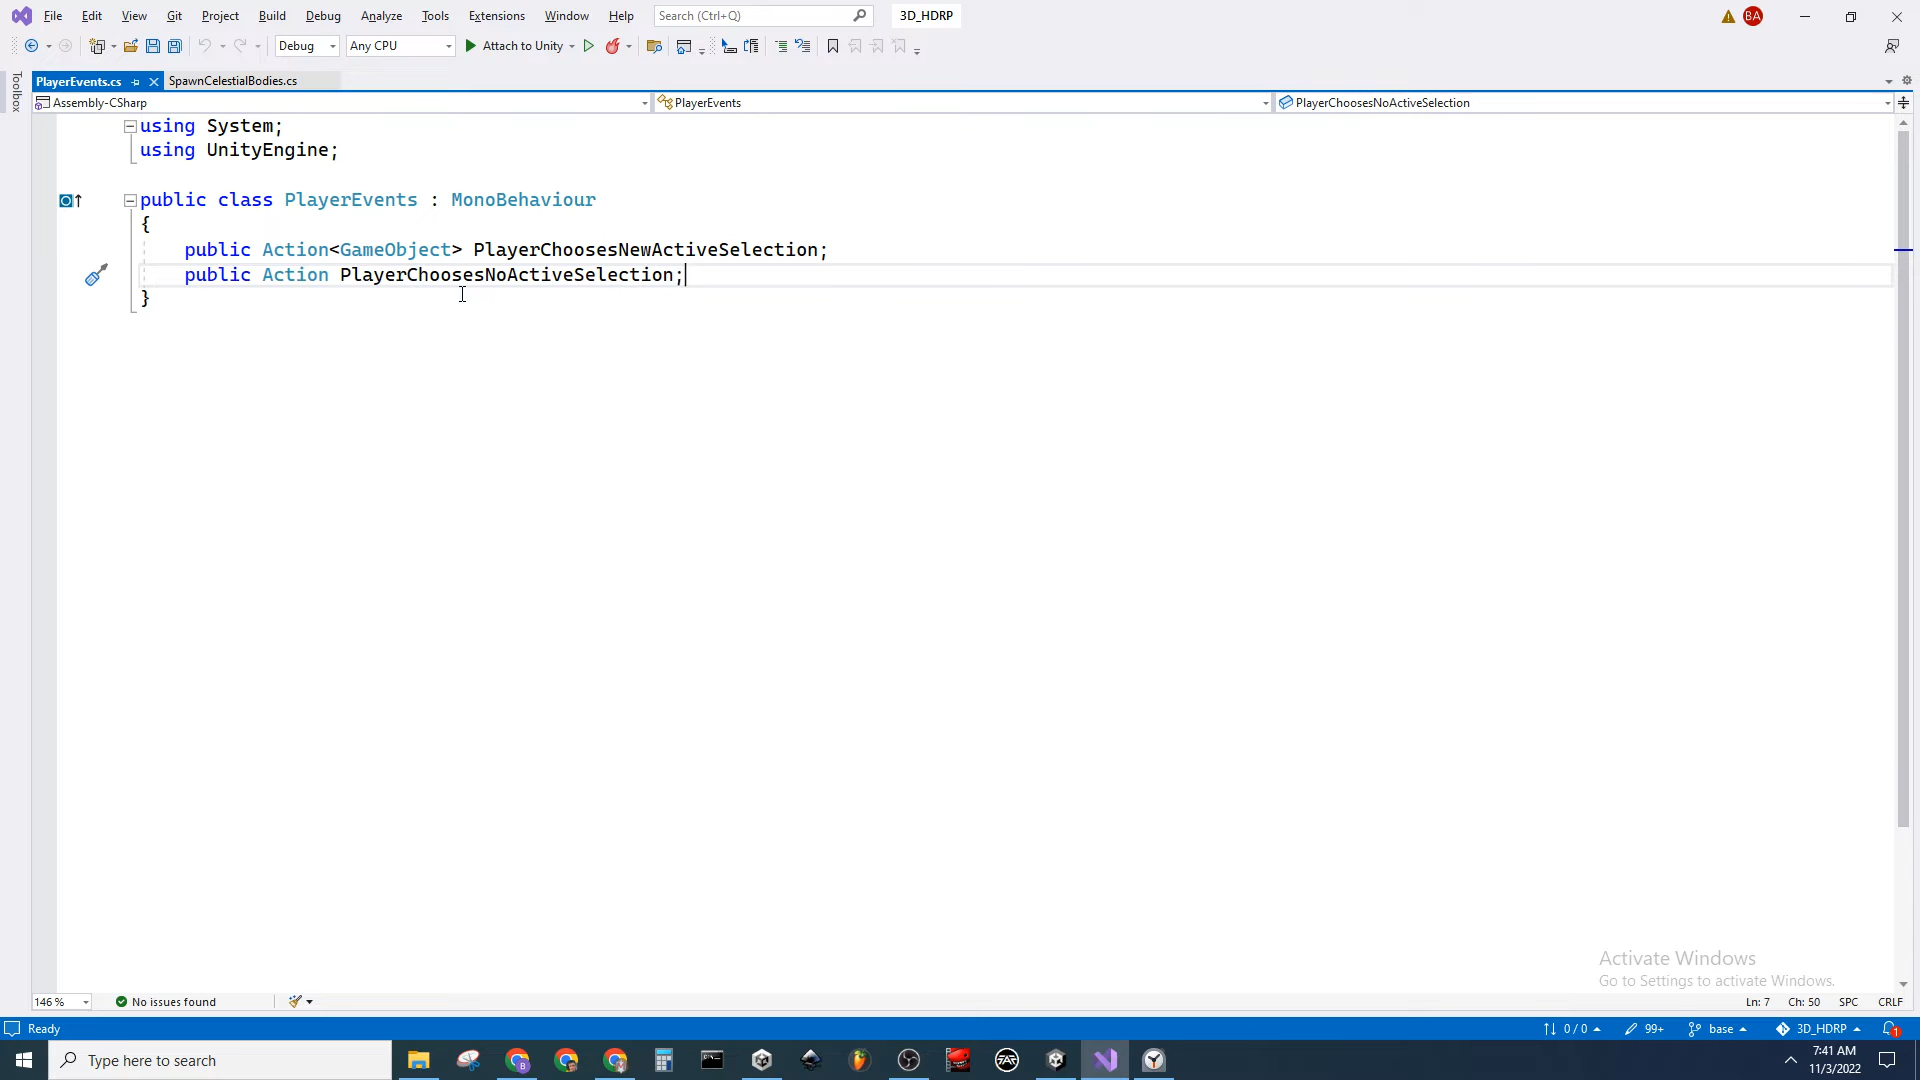 File Edit View Git Project Build Debug Analyze Tools Extensions Window Help Search (Ctrl+Q) 3D_HDRP BA
Debug Any CPU Attach to Unity
Toolbox
PlayerEvents.cs SpawnCelestialBodies.cs
Assembly-CSharp PlayerEvents PlayerChoosesNoActiveSelection
using System;
using UnityEngine;
public class PlayerEvents : MonoBehaviour
{
public Action<GameObject> PlayerChoosesNewActiveSelection;
public Action PlayerChoosesNoActiveSelection;
}
Activate Windows
Go to Settings to activate Windows.
146 % No issues found Ln: 7 Ch: 50 SPC CRLF
Ready 0 / 0 99+ base 3D_HDRP 1
Type here to search 7:41 AM
11/3/2022